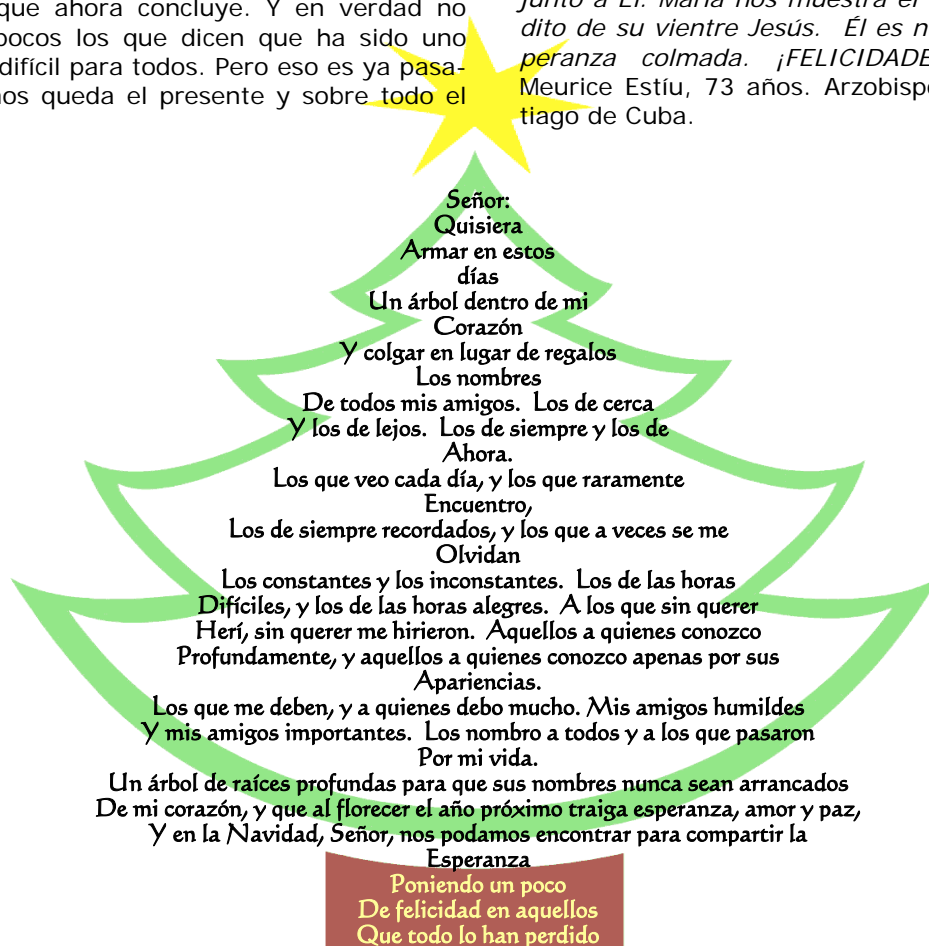 que ahora concluye. Y en verdad no
pocos los que dicen que ha sido uno
difícil para todos. Pero eso es ya pasa-
nos queda el presente y sobre todo el
Junto a Él. María nos muestra el
dito de su vientre Jesús. Él es n
peranza colmada. ¡FELICIDADE
Meurice Estíu, 73 años. Arzobisp
tiago de Cuba.
Señor:
Quisiera
Armar en estos
días
Un árbol dentro de mi
Corazón
Y colgar en lugar de regalos
Los nombres
De todos mis amigos. Los de cerca
Y los de lejos. Los de siempre y los de
Ahora.
Los que veo cada día, y los que raramente
Encuentro,
Los de siempre recordados, y los que a veces se me
Olvidan
Los constantes y los inconstantes. Los de las horas
Difíciles, y los de las horas alegres. A los que sin querer
Herí, sin querer me hirieron. Aquellos a quienes conozco
Profundamente, y aquellos a quienes conozco apenas por sus
Apariencias.
Los que me deben, y a quienes debo mucho. Mis amigos humildes
Y mis amigos importantes. Los nombro a todos y a los que pasaron
Por mi vida.
Un árbol de raíces profundas para que sus nombres nunca sean arrancados
De mi corazón, y que al florecer el año próximo traiga esperanza, amor y paz,
Y en la Navidad, Señor, nos podamos encontrar para compartir la
Esperanza
Poniendo un poco
De felicidad en aquellos
Que todo lo han perdido